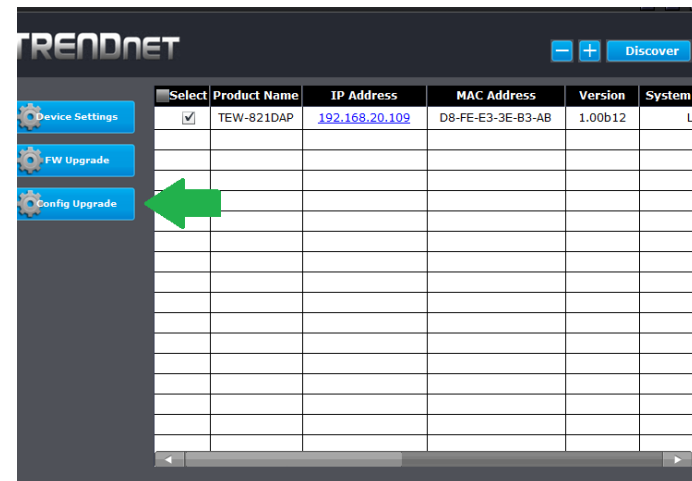 TRENDnet
Discover
Select Product Name IP Address MAC Address Version System
Device Settings
TEW-821DAP 192.168.20.109 D8-FE-E3-3E-B3-AB 1.00b12 L
FW Upgrade
Config Upgrade